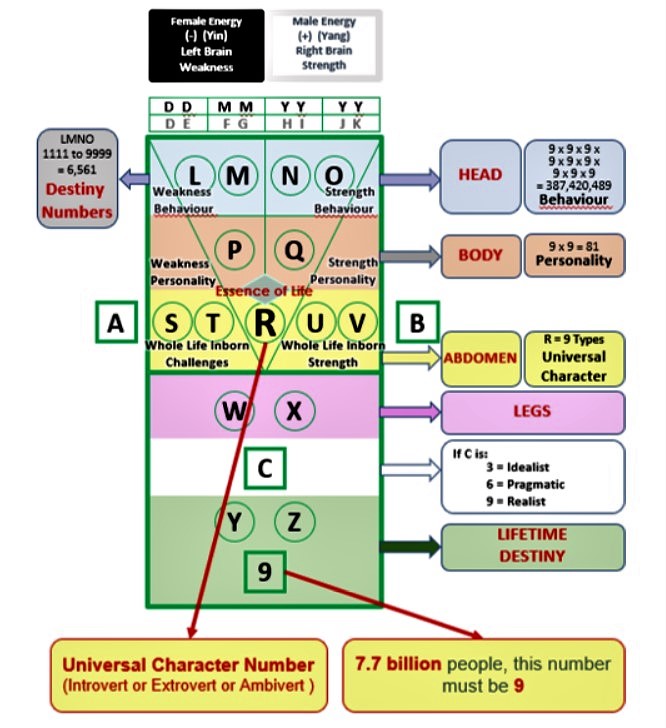 Female Energy
(-) (Yin)
Left Brain
Weakness
Male Energy
(+) (Yang)
Right Brain
Strength
D D M M Y Y Y Y
D E F G H I J K
LMNO
1111 to 9999
= 6,561
Destiny
Numbers
L M N O
Weakness
Behaviour
Strength
Behaviour
HEAD
9 x 9 x 9 x
9 x 9 x 9 x
9 x 9 x 9
= 387,420,489
Behaviour
P Q
Weakness
Personality
Strength
Personality
BODY
9 x 9 = 81
Personality
Essence of Life
A
S T R U V
B
Whole Life Inborn
Challenges
Whole Life Inborn
Strength
ABDOMEN
R = 9 Types
Universal
Character
W X
LEGS
C
If C is:
3 = Idealist
6 = Pragmatic
9 = Realist
Y Z
9
LIFETIME
DESTINY
Universal Character Number
(Introvert or Extrovert or Ambivert )
7.7 billion people, this number
must be 9